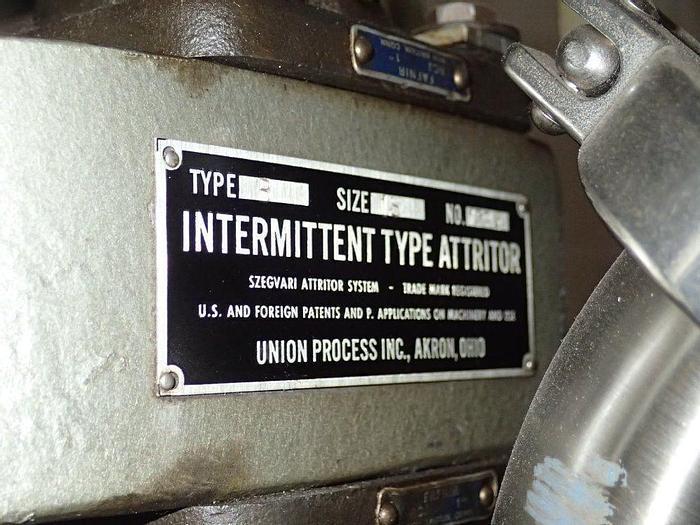 FAFNIR
TYPE SIZE NO.
INTERMITTENT TYPE ATTRITOR
SZEGVARI ATTRITOR SYSTEM - TRADE MARK REGISTERED
U.S. AND FOREIGN PATENTS AND P. APPLICATIONS ON MACHINERY AND
UNION PROCESS INC., AKRON, OHIO